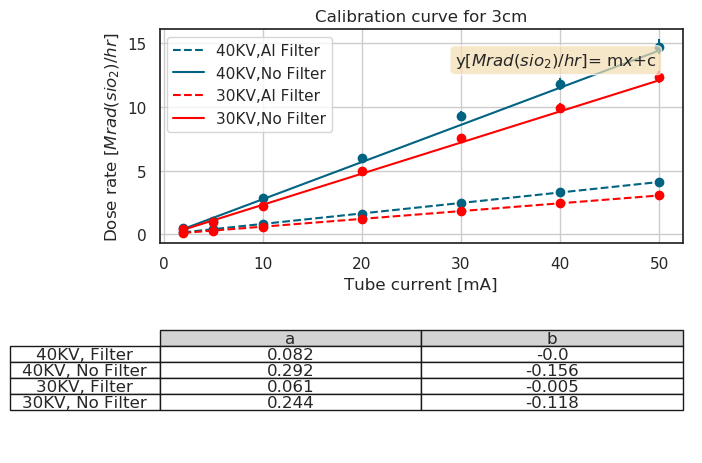 Calibration curve for 3cm
Dose rate [Mrad(sio₂)/hr]
15
10
5
0
40KV,Al Filter
40KV,No Filter
30KV,Al Filter
30KV,No Filter
y[Mrad(sio₂)/hr]= mx+c
0 10 20 30 40 50
Tube current [mA]
a b
40KV, Filter 0.082 -0.0
40KV, No Filter 0.292 -0.156
30KV, Filter 0.061 -0.005
30KV, No Filter 0.244 -0.118